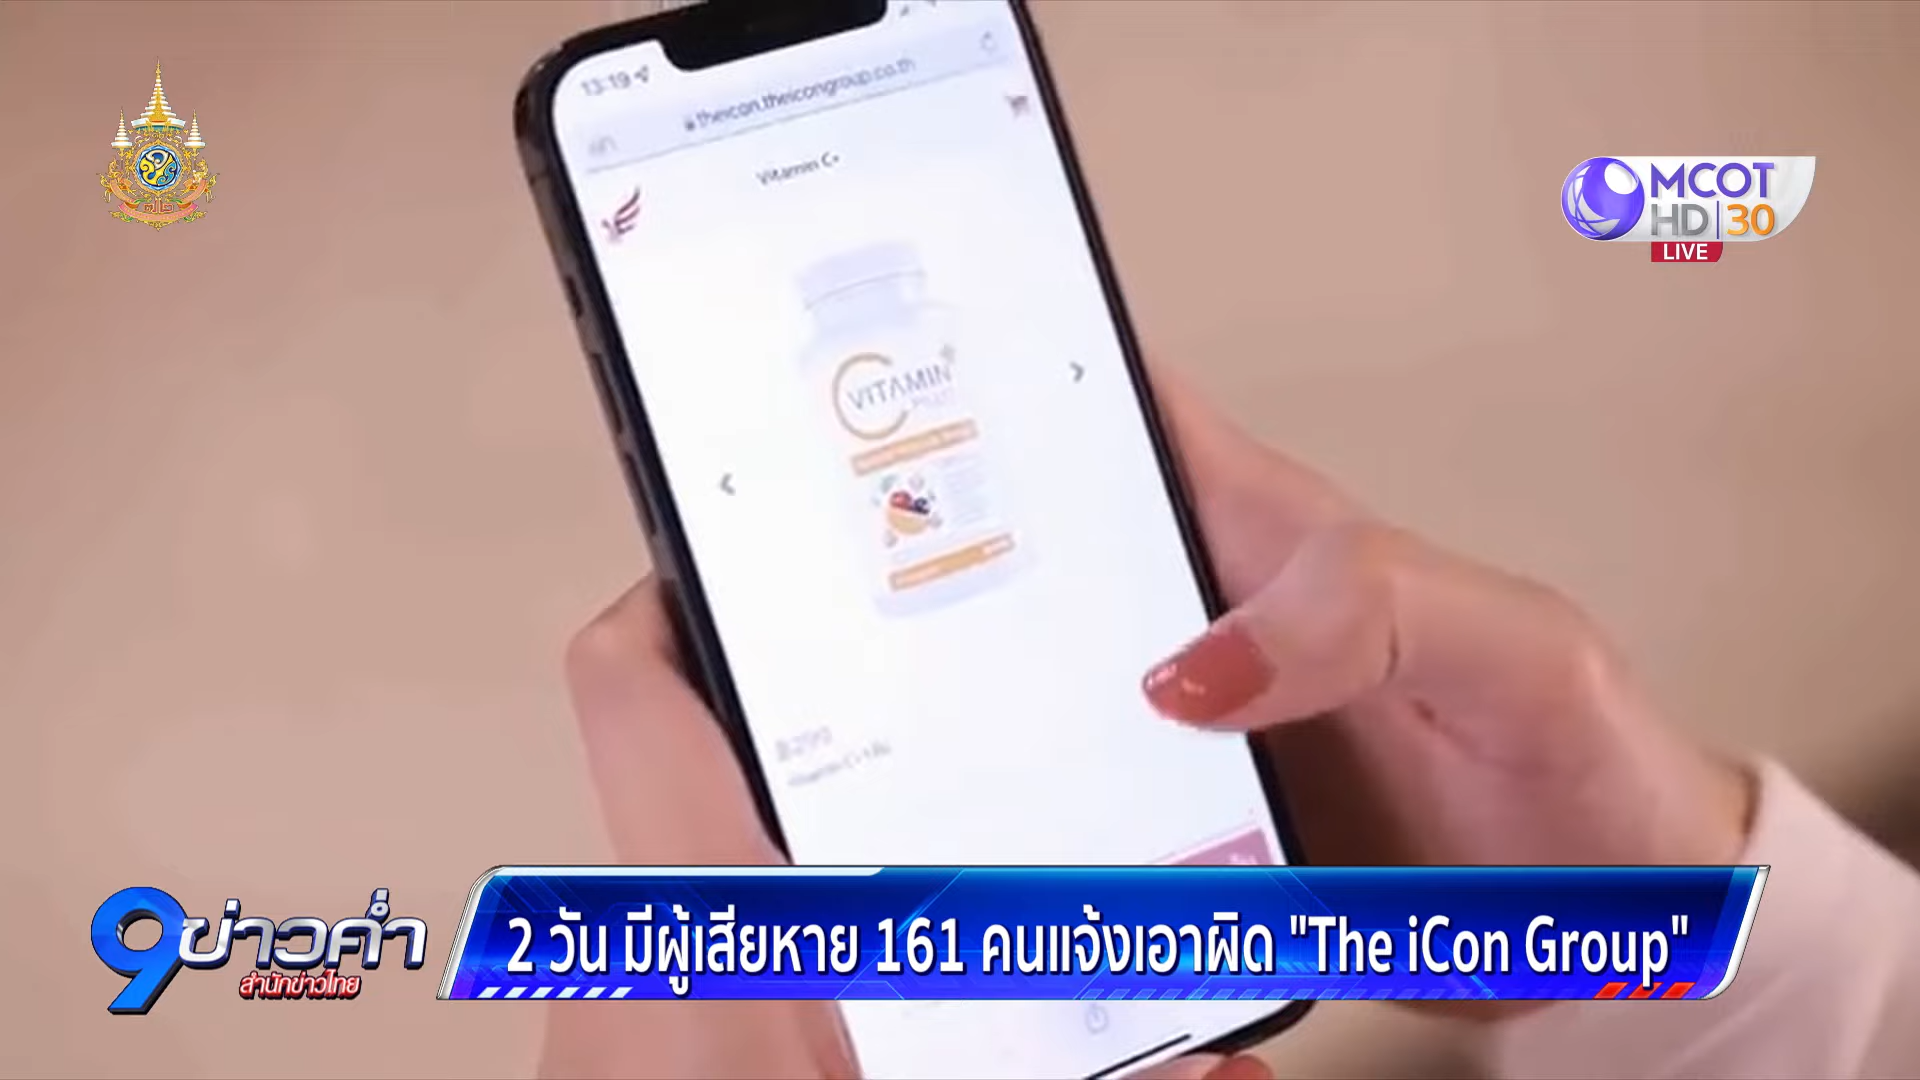 13:19
theicon.theicongroup.co.th
Vitamin C+
MCOT
HD 30
LIVE
C VITAMIN
9 ข่าวค่ำ
สำนักข่าวไทย
2 วัน มีผู้เสียหาย 161 คนแจ้งเอาผิด "The iCon Group"